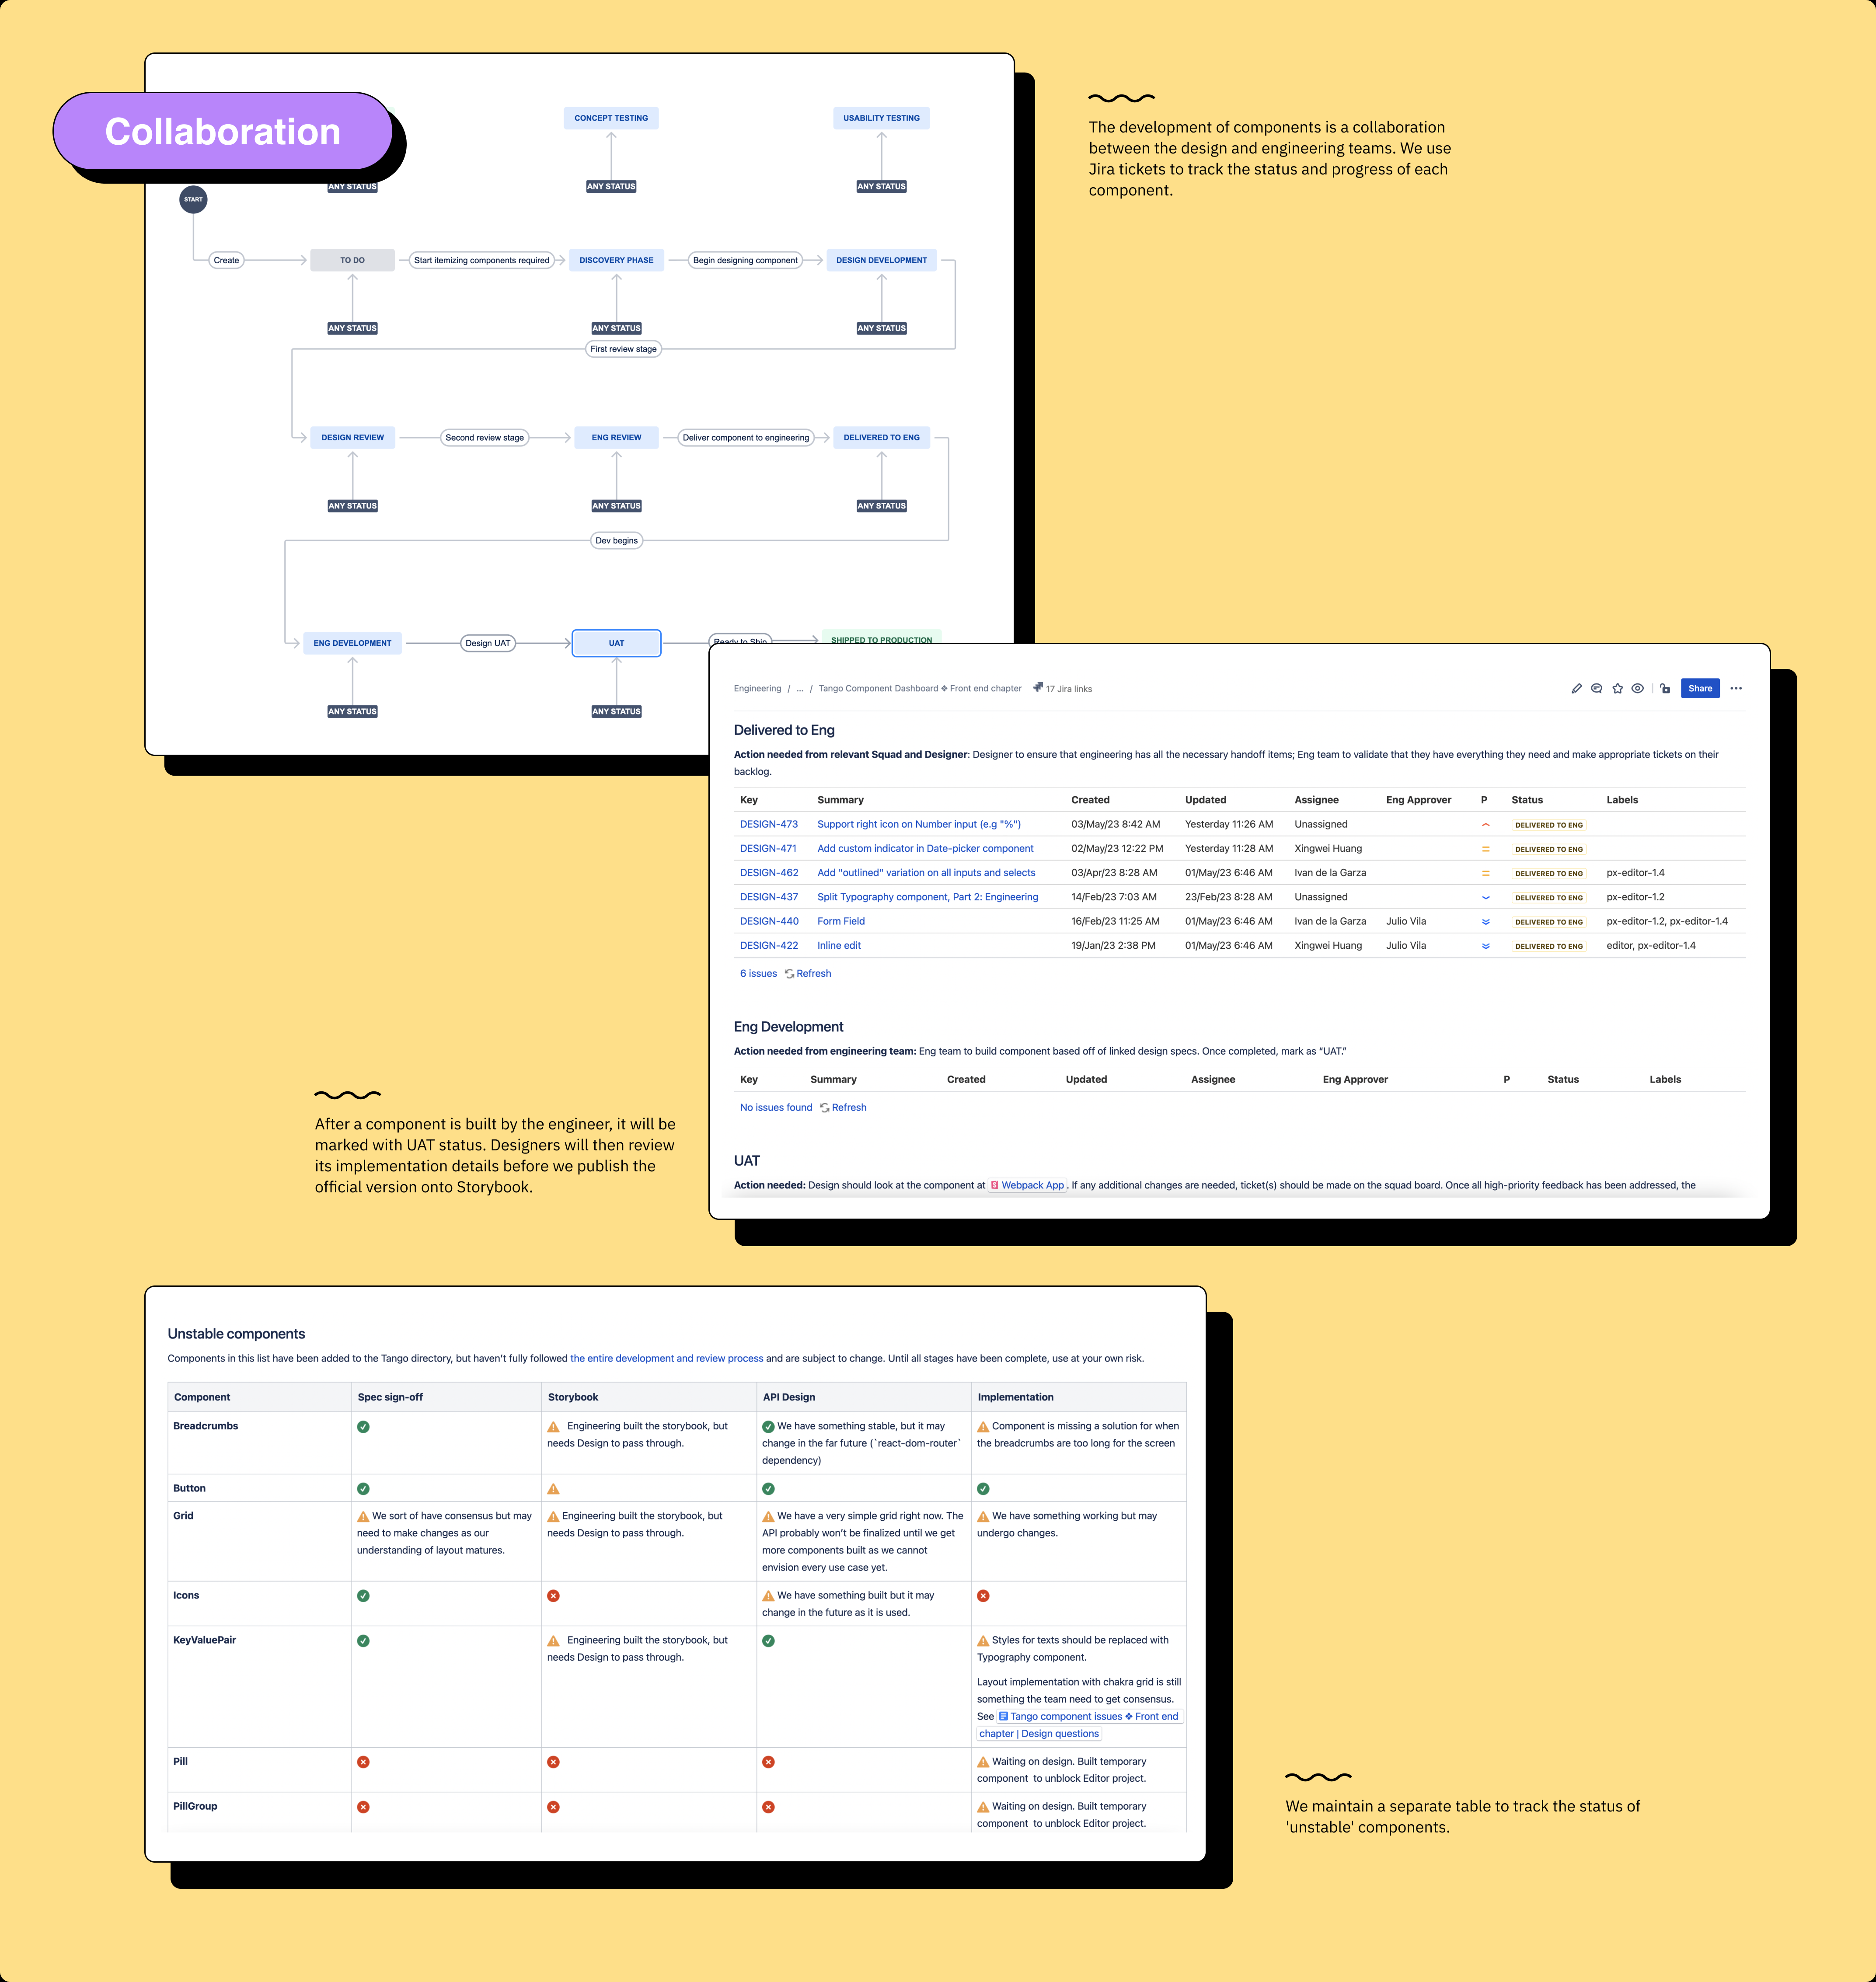 Collaboration
CONCEPT TESTING
USABILITY TESTING
ANY STATUS
ANY STATUS
ANY STATUS
START
Create
TO DO
Start itemizing components required
DISCOVERY PHASE
Begin designing component
DESIGN DEVELOPMENT
ANY STATUS
ANY STATUS
ANY STATUS
First review stage
DESIGN REVIEW
Second review stage
ENG REVIEW
Deliver component to engineering
DELIVERED TO ENG
ANY STATUS
ANY STATUS
ANY STATUS
Dev begins
ENG DEVELOPMENT
Design UAT
UAT
Ready to Ship
SHIPPED TO PRODUCTION
ANY STATUS
ANY STATUS
The development of components is a collaboration
between the design and engineering teams. We use
Jira tickets to track the status and progress of each
component.
Engineering / ... / Tango Component Dashboard ❖ Front end chapter 17 Jira links
Share
Delivered to Eng
Action needed from relevant Squad and Designer: Designer to ensure that engineering has all the necessary handoff items; Eng team to validate that they have everything they need and make appropriate tickets on their
backlog.
Key Summary Created Updated Assignee Eng Approver P Status Labels
DESIGN-473 Support right icon on Number input (e.g "%") 03/May/23 8:42 AM Yesterday 11:26 AM Unassigned DELIVERED TO ENG
DESIGN-471 Add custom indicator in Date-picker component 02/May/23 12:22 PM Yesterday 11:28 AM Xingwei Huang DELIVERED TO ENG
DESIGN-462 Add "outlined" variation on all inputs and selects 03/Apr/23 8:28 AM 01/May/23 6:46 AM Ivan de la Garza DELIVERED TO ENG px-editor-1.4
DESIGN-437 Split Typography component, Part 2: Engineering 14/Feb/23 7:03 AM 23/Feb/23 8:28 AM Unassigned DELIVERED TO ENG px-editor-1.2
DESIGN-440 Form Field 16/Feb/23 11:25 AM 01/May/23 6:46 AM Ivan de la Garza Julio Vila DELIVERED TO ENG px-editor-1.2, px-editor-1.4
DESIGN-422 Inline edit 19/Jan/23 2:38 PM 01/May/23 6:46 AM Xingwei Huang Julio Vila DELIVERED TO ENG editor, px-editor-1.4
6 issues Refresh
Eng Development
Action needed from engineering team: Eng team to build component based off of linked design specs. Once completed, mark as “UAT.”
Key Summary Created Updated Assignee Eng Approver P Status Labels
No issues found Refresh
UAT
Action needed: Design should look at the component at Webpack App. If any additional changes are needed, ticket(s) should be made on the squad board. Once all high-priority feedback has been addressed, the
After a component is built by the engineer, it will be
marked with UAT status. Designers will then review
its implementation details before we publish the
official version onto Storybook.
Unstable components
Components in this list have been added to the Tango directory, but haven’t fully followed the entire development and review process and are subject to change. Until all stages have been complete, use at your own risk.
Component Spec sign-off Storybook API Design Implementation
Breadcrumbs
Engineering built the storybook, but
needs Design to pass through.
We have something stable, but it may
change in the far future (`react-dom-router`
dependency)
Component is missing a solution for when
the breadcrumbs are too long for the screen
Button
Grid
We sort of have consensus but may
need to make changes as our
understanding of layout matures.
Engineering built the storybook, but
needs Design to pass through.
We have a very simple grid right now. The
API probably won’t be finalized until we get
more components built as we cannot
envision every use case yet.
We have something working but may
undergo changes.
Icons
We have something built but it may
change in the future as it is used.
KeyValuePair
Engineering built the storybook, but
needs Design to pass through.
Styles for texts should be replaced with
Typography component.
Layout implementation with chakra grid is still
something the team need to get consensus.
See Tango component issues ❖ Front end
chapter | Design questions
Pill
Waiting on design. Built temporary
component to unblock Editor project.
PillGroup
Waiting on design. Built temporary
component to unblock Editor project.
We maintain a separate table to track the status of
'unstable' components.